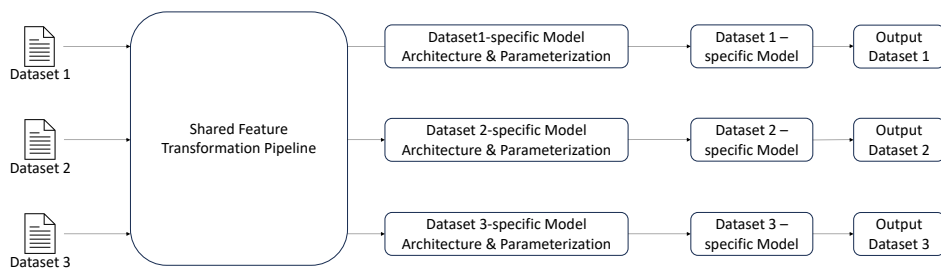 Dataset 1
Dataset 2
Dataset 3
Shared Feature
Transformation Pipeline
Dataset1-specific Model
Architecture & Parameterization
Dataset 1 –
specific Model
Output
Dataset 1
Dataset 2-specific Model
Architecture & Parameterization
Dataset 2 –
specific Model
Output
Dataset 2
Dataset 3-specific Model
Architecture & Parameterization
Dataset 3 –
specific Model
Output
Dataset 3